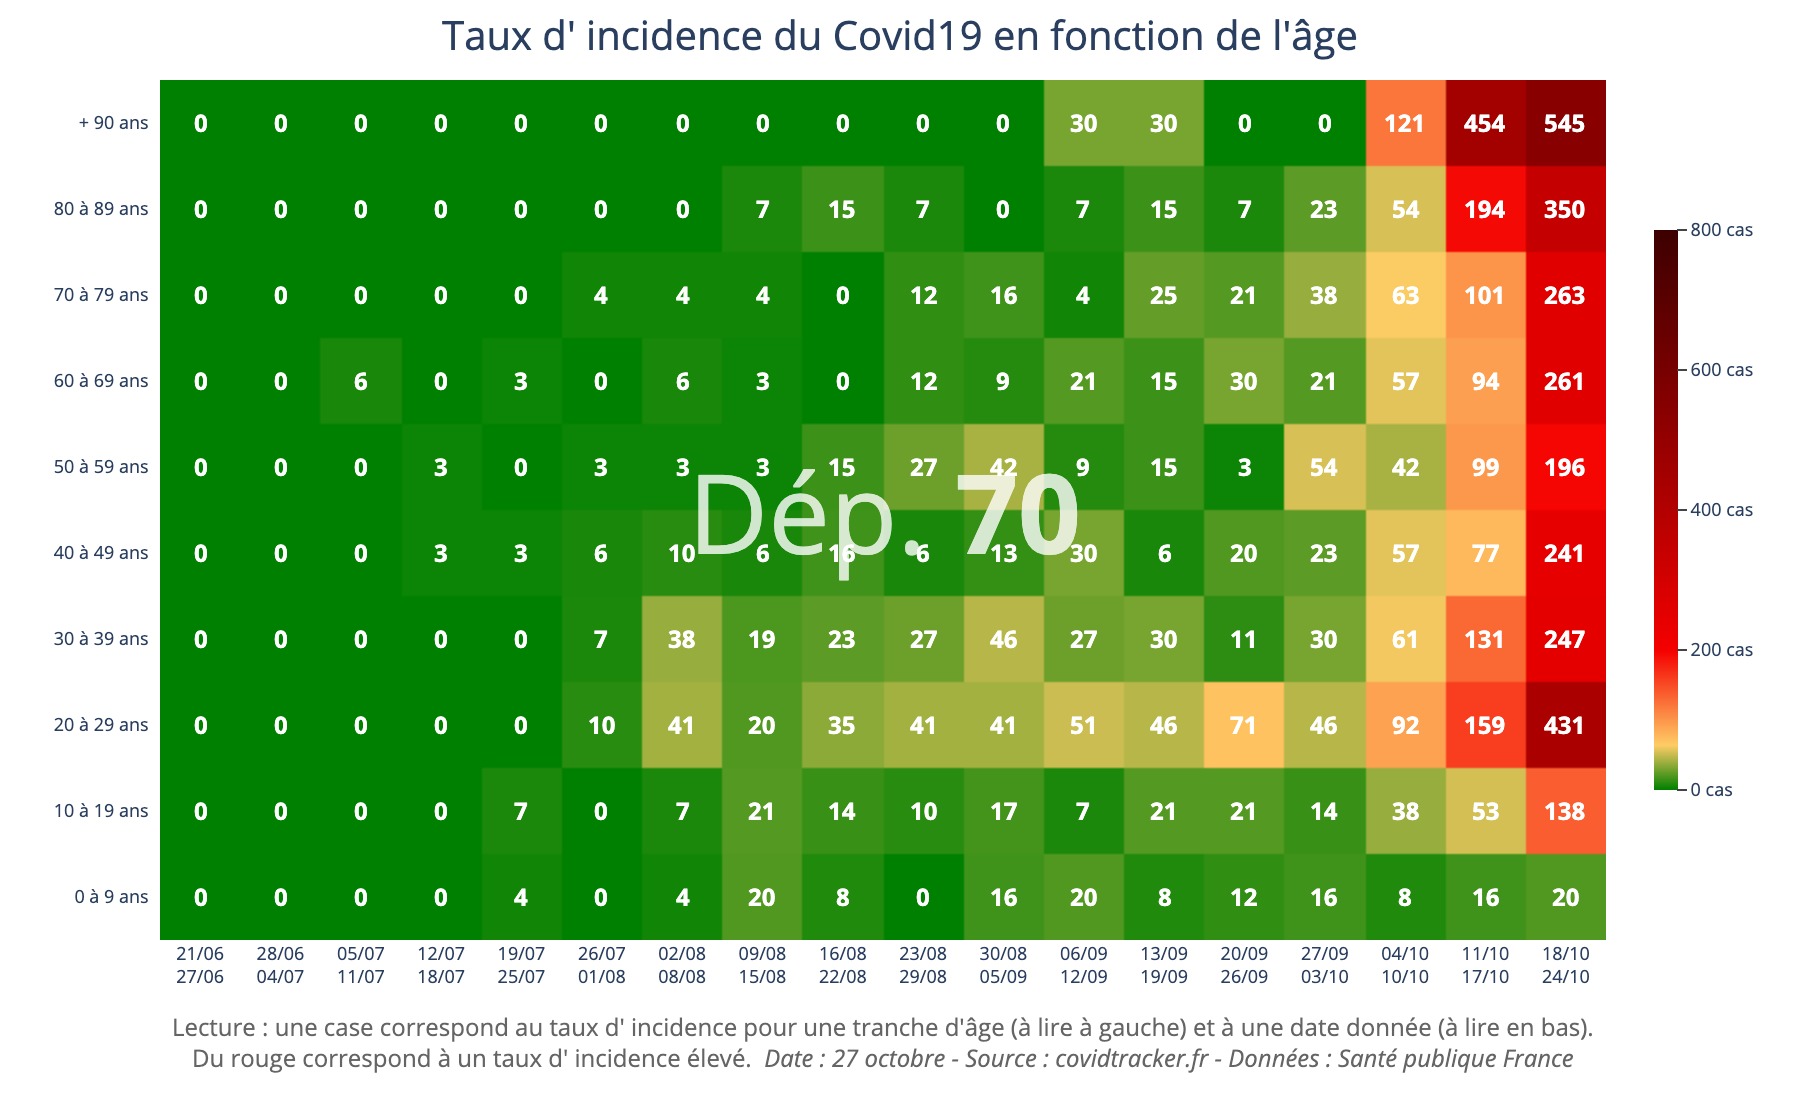 Taux d' incidence du Covid19 en fonction de l'âge
+ 90 ans 0 0 0 0 0 0 0 0 0 0 0 30 30 0 0 121 454 545
80 à 89 ans 0 0 0 0 0 0 0 7 15 7 0 7 15 7 23 54 194 350
800 cas
70 à 79 ans 0 0 0 0 0 4 4 4 0 12 16 4 25 21 38 63 101 263
60 à 69 ans 0 0 6 0 3 0 6 3 0 12 9 21 15 30 21 57 94 261
600 cas
50 à 59 ans 0 0 0 3 0 3 3 3 15 27 42 9 15 3 54 42 99 196
Dép. 70
400 cas
40 à 49 ans 0 0 0 3 3 6 10 6 16 6 13 30 6 20 23 57 77 241
30 à 39 ans 0 0 0 0 0 7 38 19 23 27 46 27 30 11 30 61 131 247
200 cas
20 à 29 ans 0 0 0 0 0 10 41 20 35 41 41 51 46 71 46 92 159 431
0 cas
10 à 19 ans 0 0 0 0 7 0 7 21 14 10 17 7 21 21 14 38 53 138
0 à 9 ans 0 0 0 0 4 0 4 20 8 0 16 20 8 12 16 8 16 20
21/06 28/06 05/07 12/07 19/07 26/07 02/08 09/08 16/08 23/08 30/08 06/09 13/09 20/09 27/09 04/10 11/10 18/10
27/06 04/07 11/07 18/07 25/07 01/08 08/08 15/08 22/08 29/08 05/09 12/09 19/09 26/09 03/10 10/10 17/10 24/10
Lecture : une case correspond au taux d' incidence pour une tranche d'âge (à lire à gauche) et à une date donnée (à lire en bas).
Du rouge correspond à un taux d' incidence élevé. Date : 27 octobre - Source : covidtracker.fr - Données : Santé publique France